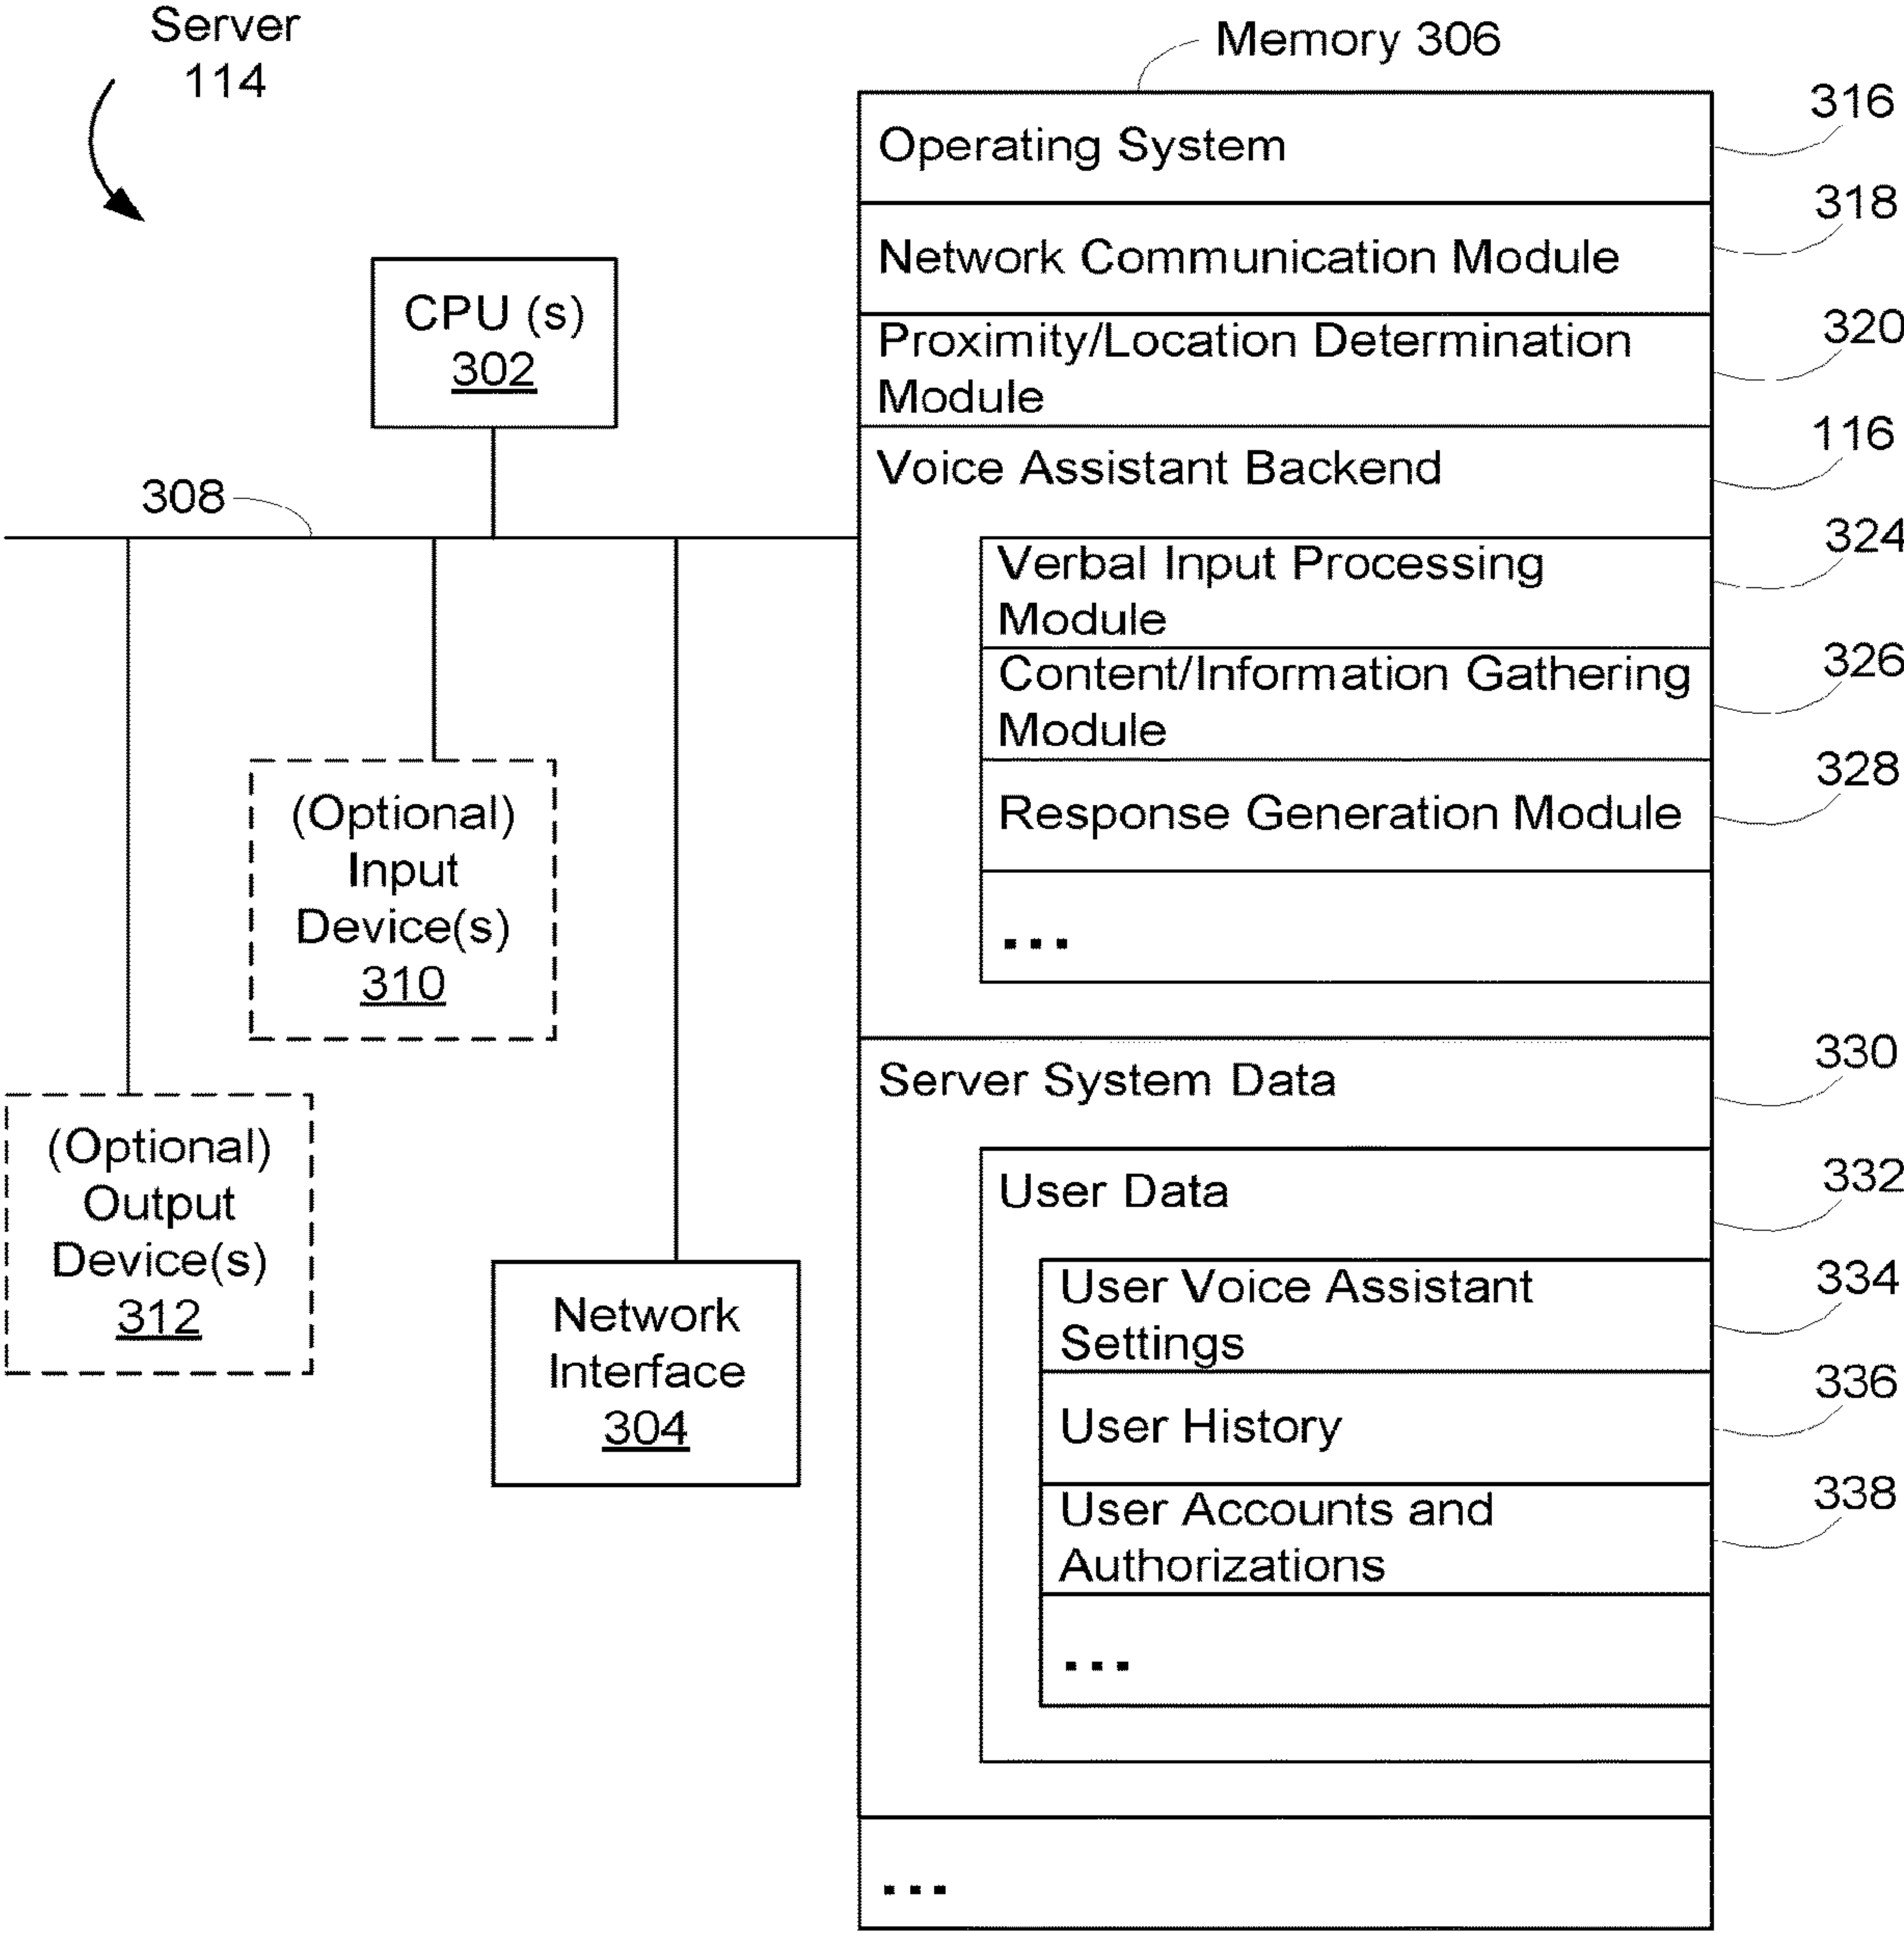 Server
114
Memory 306
Operating System
316
Network Communication Module
318
Proximity/Location Determination
Module
320
CPU (s)
302
Voice Assistant Backend
116
308
Verbal Input Processing
Module
324
Content/Information Gathering
Module
326
Response Generation Module
328
...
(Optional)
Input
Device(s)
310
Server System Data
330
(Optional)
Output
Device(s)
312
User Data
332
User Voice Assistant
Settings
334
Network
Interface
304
User History
336
User Accounts and
Authorizations
338
...
...